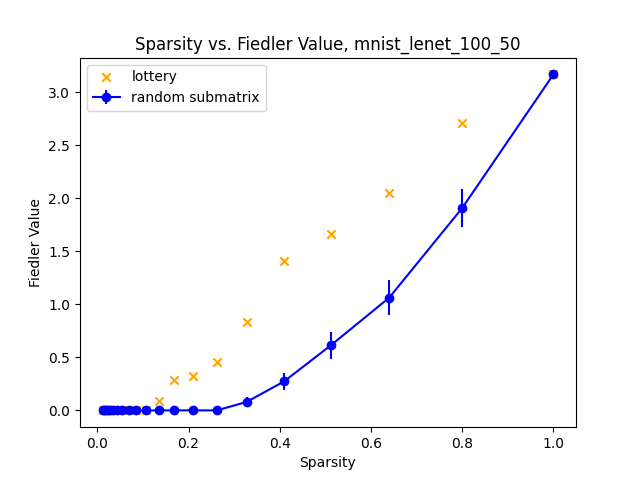 Sparsity vs. Fiedler Value, mnist_lenet_100_50
lottery
random submatrix
3.0
2.5
2.0
1.5
1.0
0.5
0.0
Fiedler Value
0.0 0.2 0.4 0.6 0.8 1.0
Sparsity